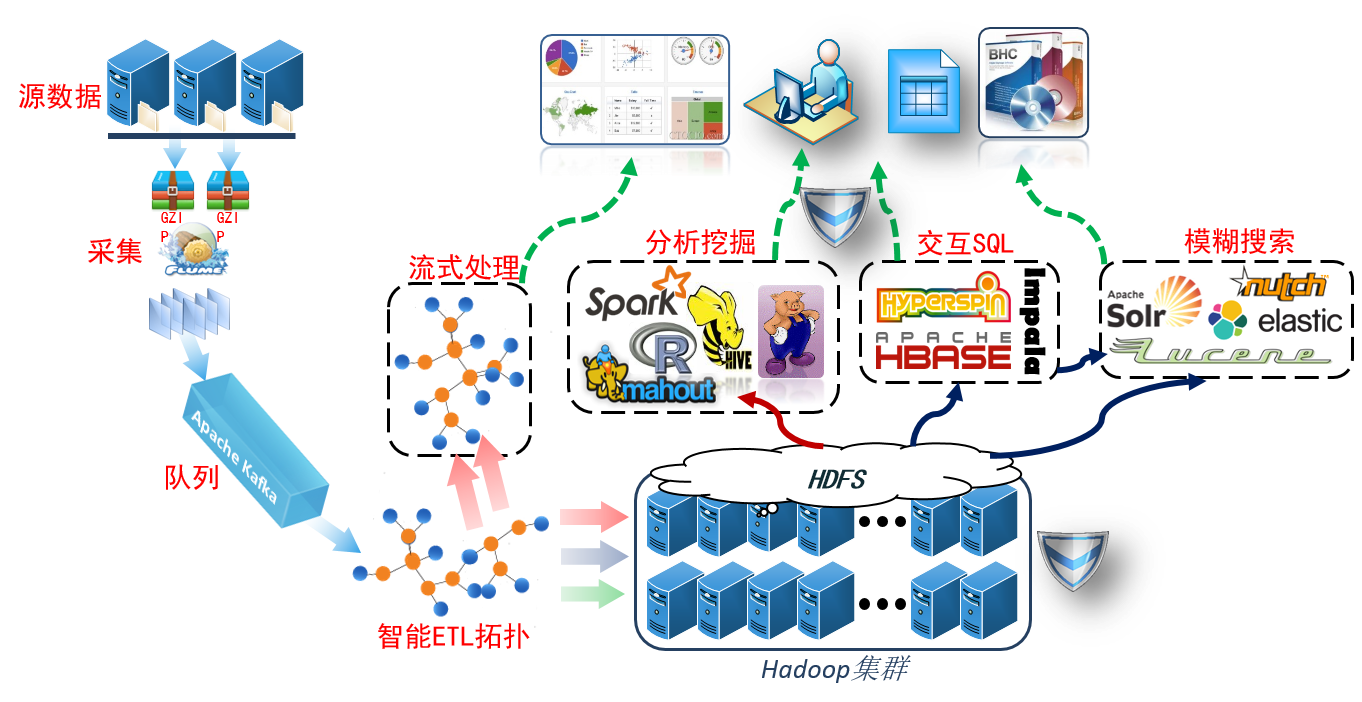 源数据
GZI
P
GZI
P
采集
FLUME
Apache Kafka
队列
智能ETL拓扑
流式处理
分析挖掘
Spark
R
HIVE
mahout
交互SQL
HYPERSPIN
APACHE
HBASE
Impala
模糊搜索
Apache
Solr
nutch
elastic
Lucene
BHC
HDFS
Hadoop集群